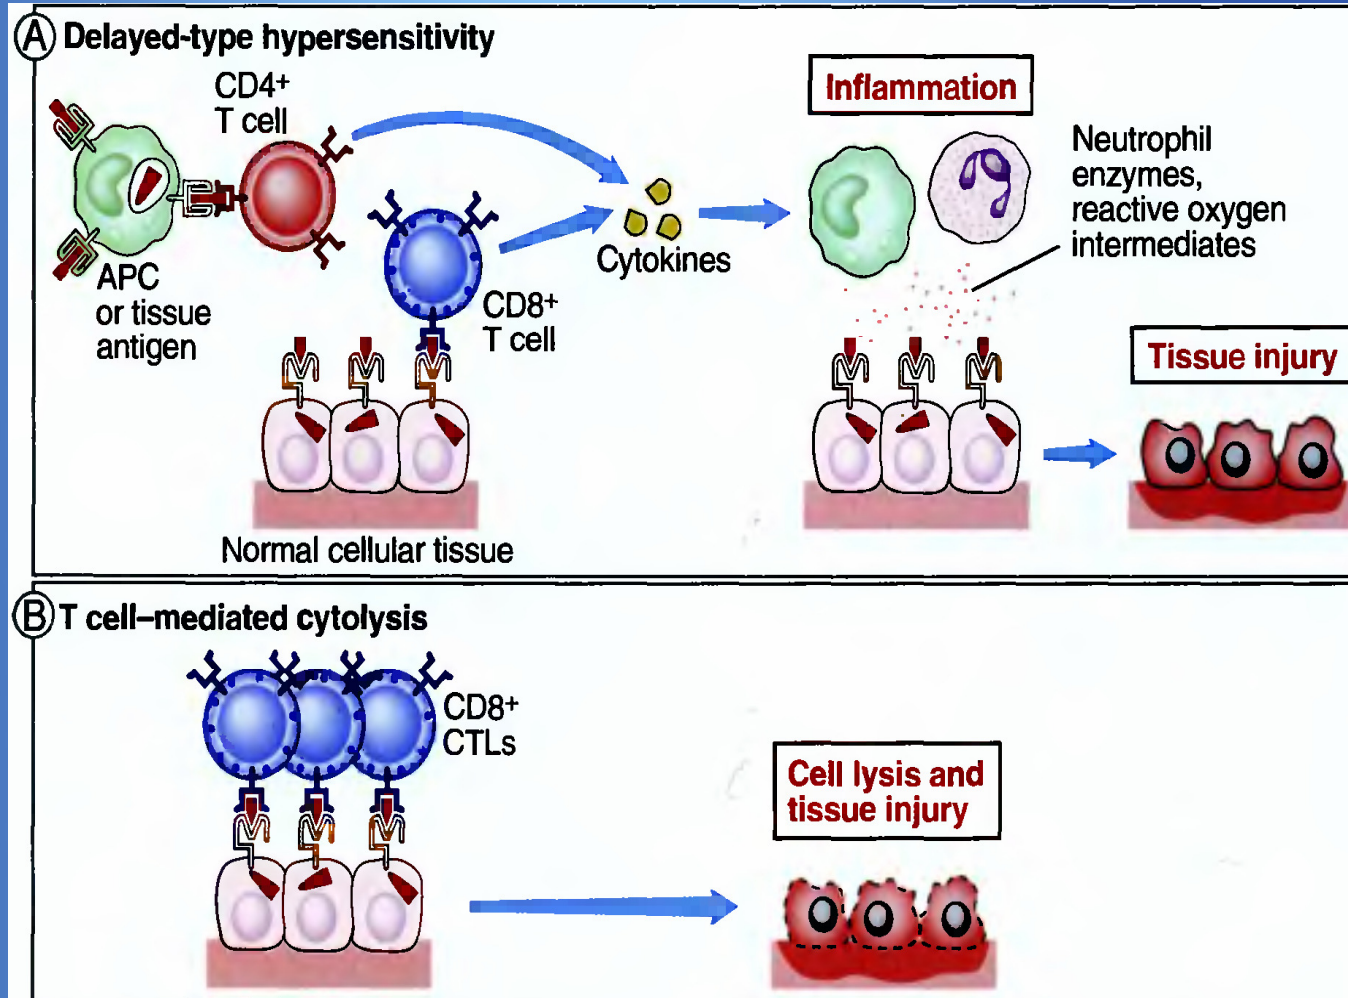 A Delayed-type hypersensitivity
CD4+
T cell
APC
or tissue
antigen
CD8+
T cell
Normal cellular tissue
Cytokines
Inflammation
Neutrophil
enzymes,
reactive oxygen
intermediates
Tissue injury
B T cell–mediated cytolysis
CD8+
CTLs
Cell lysis and
tissue injury